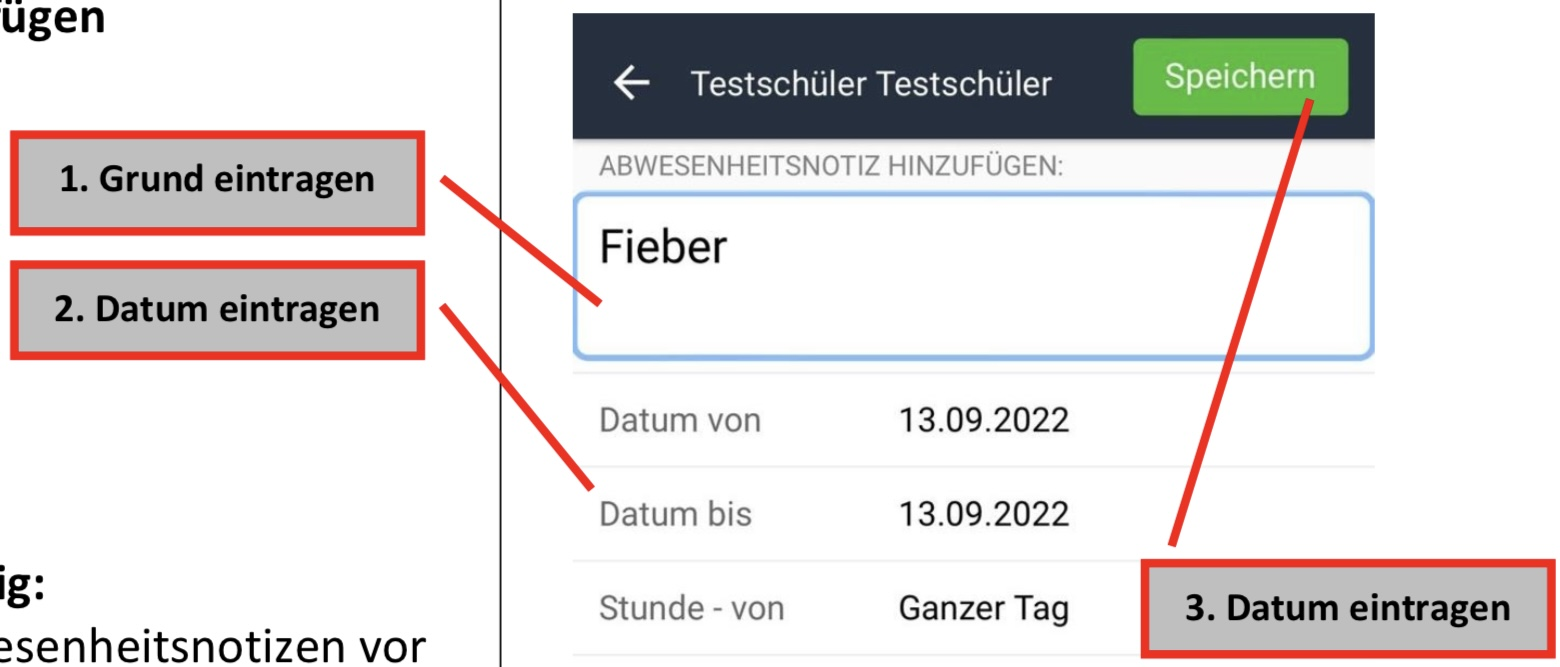 fügen
1. Grund eintragen
2. Datum eintragen
ig:
esenheitsnotizen vor
← Testschüler Testschüler
Speichern
ABWESENHEITSNOTIZ HINZUFÜGEN:
Fieber
Datum von 13.09.2022
Datum bis 13.09.2022
Stunde - von Ganzer Tag
3. Datum eintragen